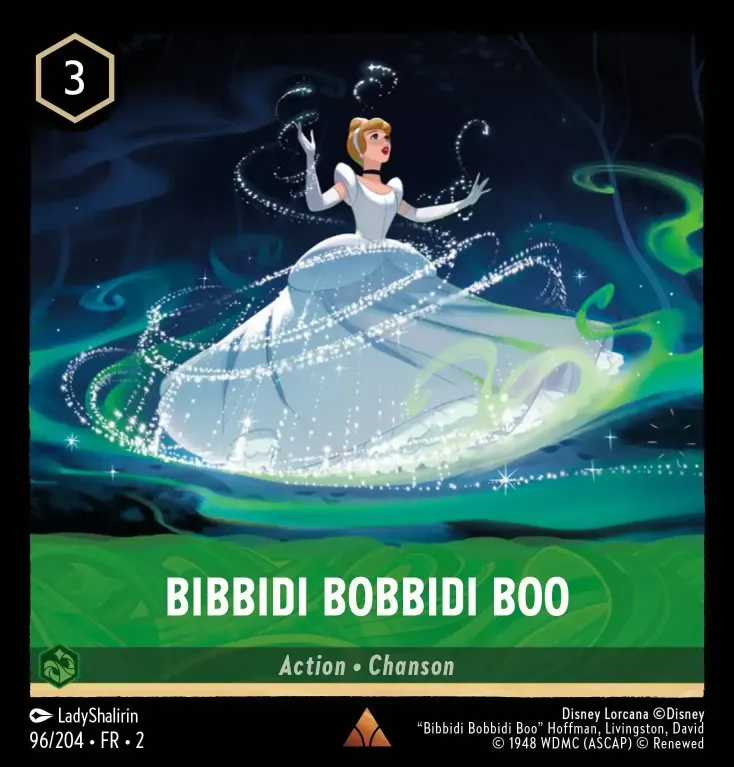 3
BIBBIDI BOBBIDI BOO
Action • Chanson
LadyShalirin
96/204 • FR • 2
Disney Lorcana ©Disney
“Bibbidi Bobbidi Boo” Hoffman, Livingston, David
© 1948 WDMC (ASCAP) © Renewed